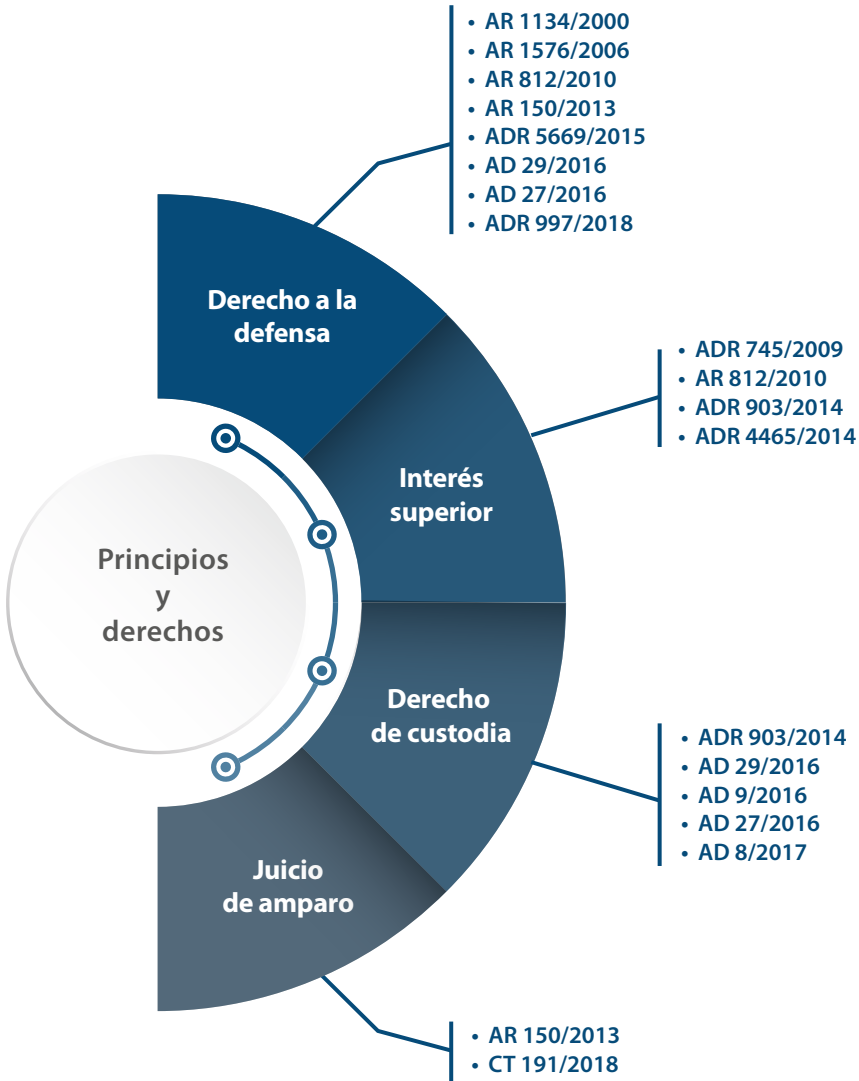 • AR 1134/2000
• AR 1576/2006
• AR 812/2010
• AR 150/2013
• ADR 5669/2015
• AD 29/2016
• AD 27/2016
• ADR 997/2018
Derecho a la
defensa
• ADR 745/2009
• AR 812/2010
• ADR 903/2014
• ADR 4465/2014
Interés
superior
Principios
y
derechos
Derecho
de custodia
• ADR 903/2014
• AD 29/2016
• AD 9/2016
• AD 27/2016
• AD 8/2017
Juicio
de amparo
• AR 150/2013
• CT 191/2018